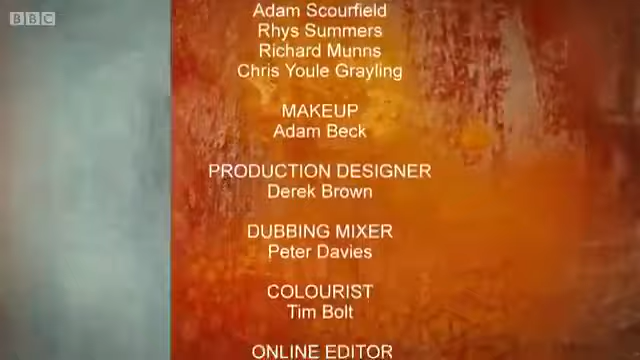 BBC
Adam Scourfield
Rhys Summers
Richard Munns
Chris Youle Grayling
MAKEUP
Adam Beck
PRODUCTION DESIGNER
Derek Brown
DUBBING MIXER
Peter Davies
COLOURIST
Tim Bolt
ONLINE EDITOR